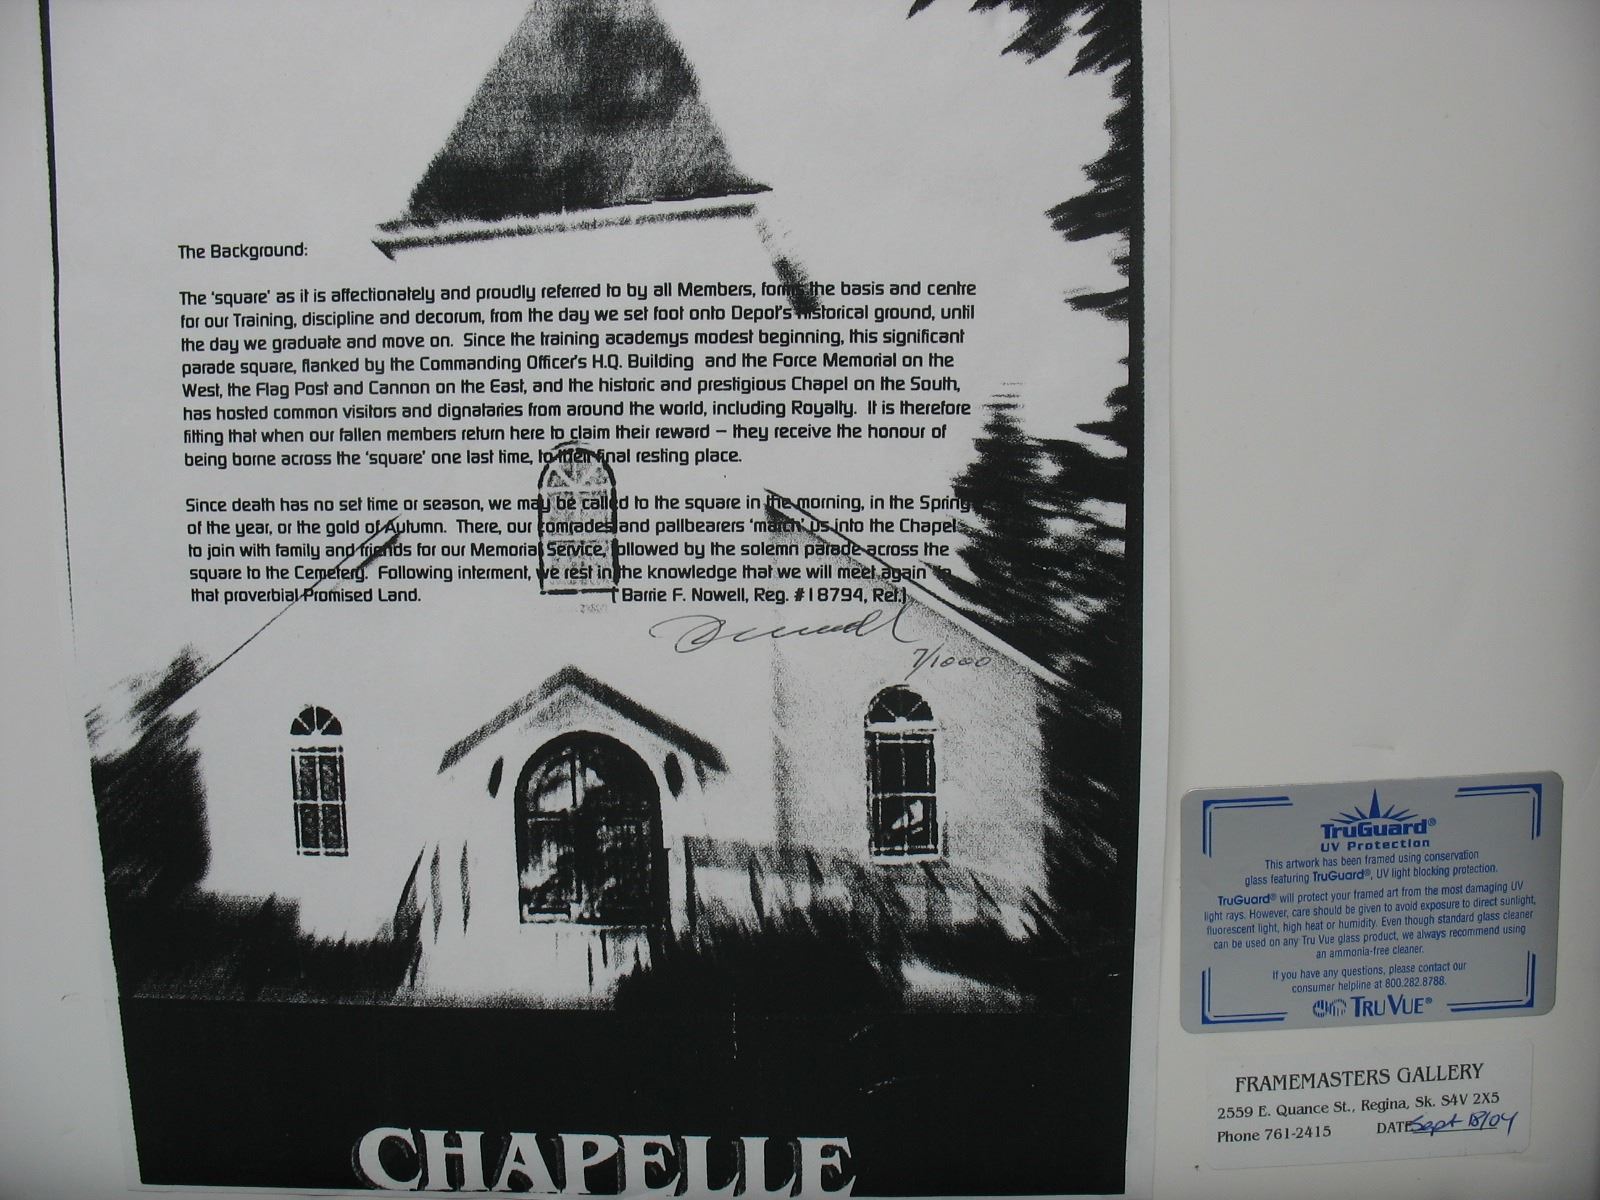 The Background:
The 'square' as it is affectionately and proudly referred to by all Members, forms the basis and centre
for our Training, discipline and decorum, from the day we set foot onto Depot's historical ground, until
the day we graduate and move on. Since the training academys modest beginning, this significant
parade square, flanked by the Commanding Officer's H.Q. Building and the Force Memorial on the
West, the Flag Post and Cannon on the East, and the historic and prestigious Chapel on the South,
has hosted common visitors and dignataries from around the world, including Royalty. It is therefore
fitting that when our fallen members return here to claim their reward – they receive the honour of
being borne across the 'square' one last time, to their final resting place.
Since death has no set time or season, we may be called to the square in the morning, in the Spring
of the year, or the gold of Autumn. There, our comrades and pallbearers 'march' us into the Chapel
to join with family and friends for our Memorial Service, followed by the solemn parade across the
square to the Cemetery. Following interment, we rest in the knowledge that we will meet again in
that proverbial Promised Land. ( Barrie F. Nowell, Reg. #18794, Ret.)
7/1000
CHAPELLE
TruGuard®
UV Protection
This artwork has been framed using conservation
glass featuring TruGuard®, UV light blocking protection.
TruGuard® will protect your framed art from the most damaging UV
light rays. However, care should be given to avoid exposure to direct sunlight,
fluorescent light, high heat or humidity. Even though standard glass cleaner
can be used on any Tru Vue glass product, we always recommend using
an ammonia-free cleaner.
If you have any questions, please contact our
consumer helpline at 800.282.8788.
TRU VUE®
FRAMEMASTERS GALLERY
2559 E. Quance St., Regina, Sk. S4V 2X5
Phone 761-2415 DATE Sept 18/04